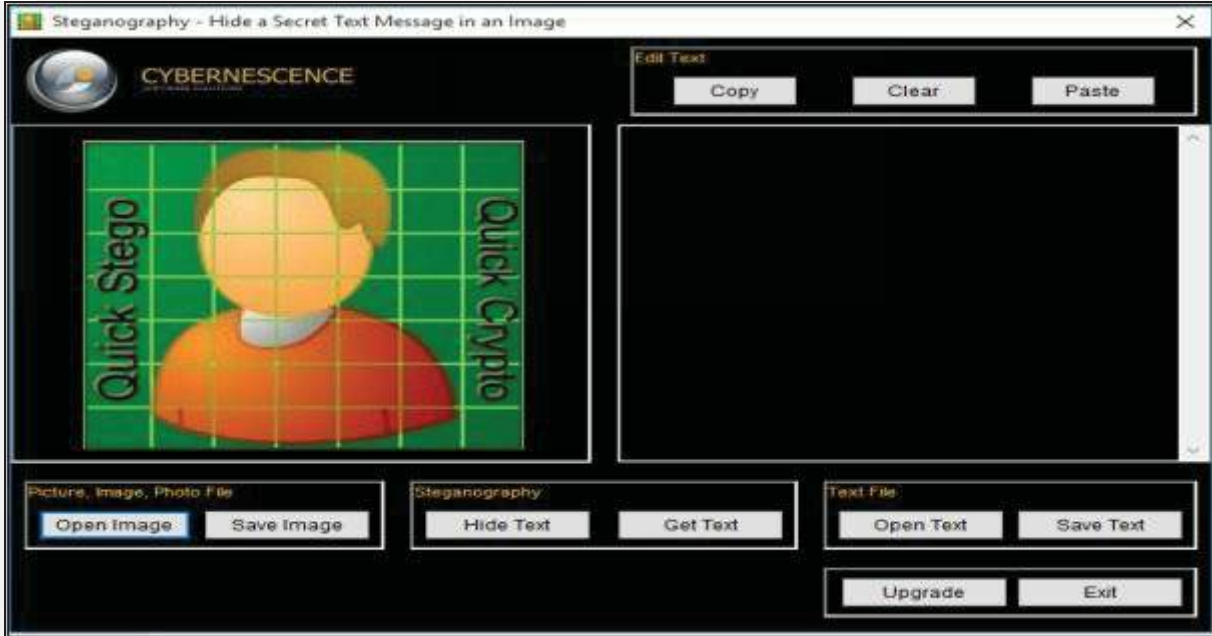 Steganography - Hide a Secret Text Message in an Image
CYBERNESCENCE
Edit Text
Copy Clear Paste
Quick Stego
Quick Crypto
Picture, Image, Photo File
Open Image Save Image
Steganography
Hide Text Get Text
Text File
Open Text Save Text
Upgrade Exit